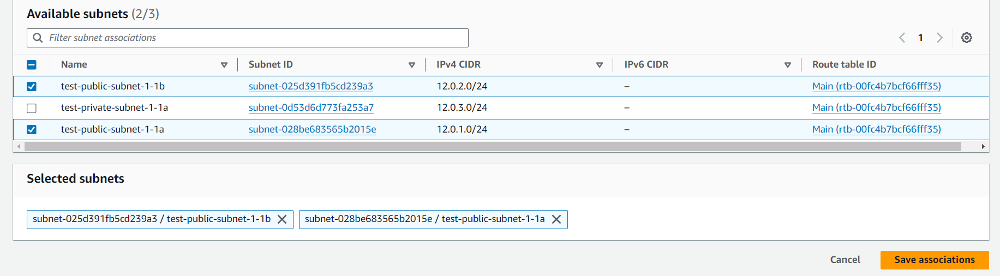 Available subnets (2/3)
Filter subnet associations
1
Name Subnet ID IPv4 CIDR IPv6 CIDR Route table ID
test-public-subnet-1-1b subnet-025d391fb5cd239a3 12.0.2.0/24 – Main (rtb-00fc4b7bcf66fff35)
test-private-subnet-1-1a subnet-0d53d6d773fa253a7 12.0.3.0/24 – Main (rtb-00fc4b7bcf66fff35)
test-public-subnet-1-1a subnet-028be683565b2015e 12.0.1.0/24 – Main (rtb-00fc4b7bcf66fff35)
Selected subnets
subnet-025d391fb5cd239a3 / test-public-subnet-1-1b subnet-028be683565b2015e / test-public-subnet-1-1a
Cancel Save associations